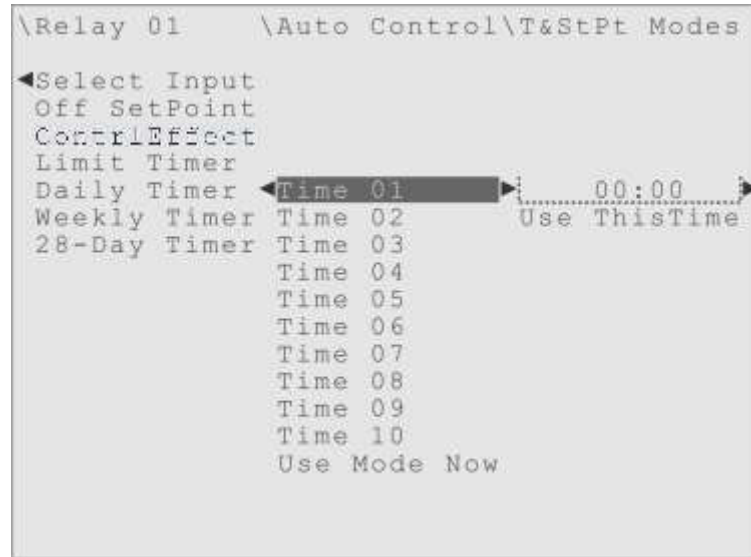 \Relay 01 \Auto Control\T&StPt Modes
Select Input
Off SetPoint
ContrlEffect
Limit Timer
Daily Timer Time 01 00:00
Weekly Timer Time 02 Use ThisTime
28-Day Timer Time 03
Time 04
Time 05
Time 06
Time 07
Time 08
Time 09
Time 10
Use Mode Now